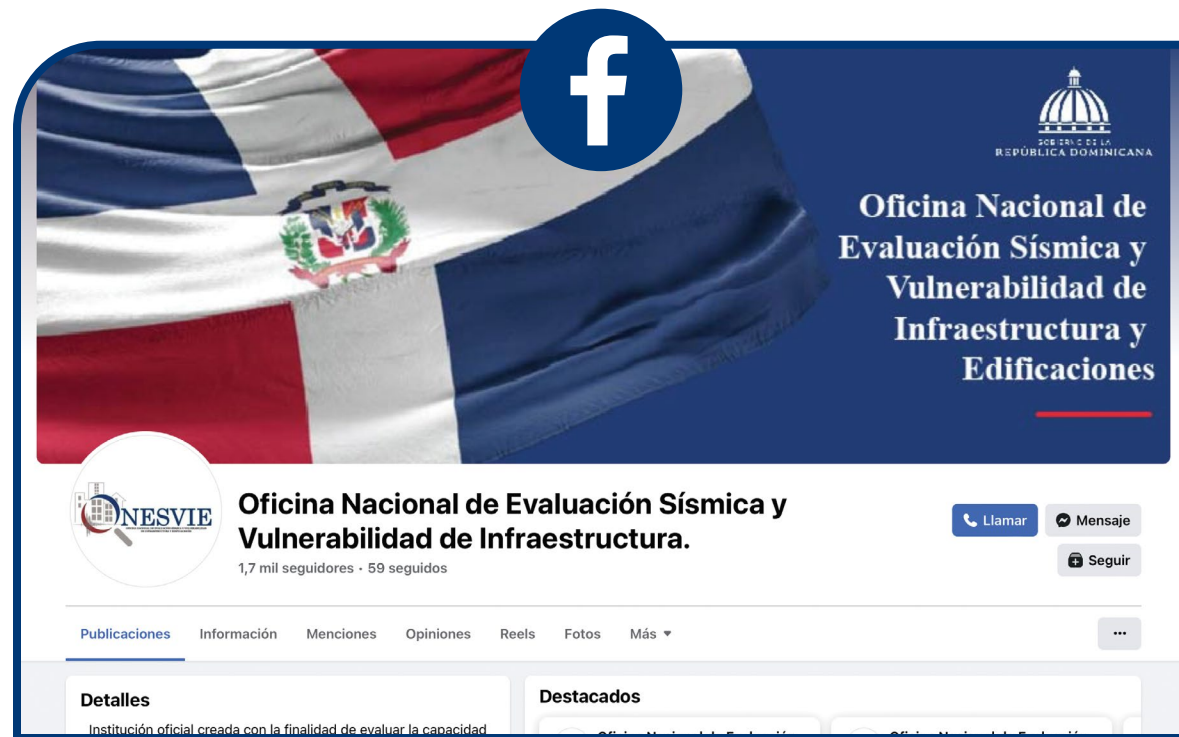 f
GOBIERNO DE LA
REPÚBLICA DOMINICANA
Oficina Nacional de
Evaluación Sísmica y
Vulnerabilidad de
Infraestructura y
Edificaciones
ONESVIE
Oficina Nacional de Evaluación Sísmica y
Vulnerabilidad de Infraestructura.
1,7 mil seguidores · 59 seguidos
Llamar
Mensaje
Seguir
Publicaciones Información Menciones Opiniones Reels Fotos Más
Detalles
Institución oficial creada con la finalidad de evaluar la capacidad
Destacados